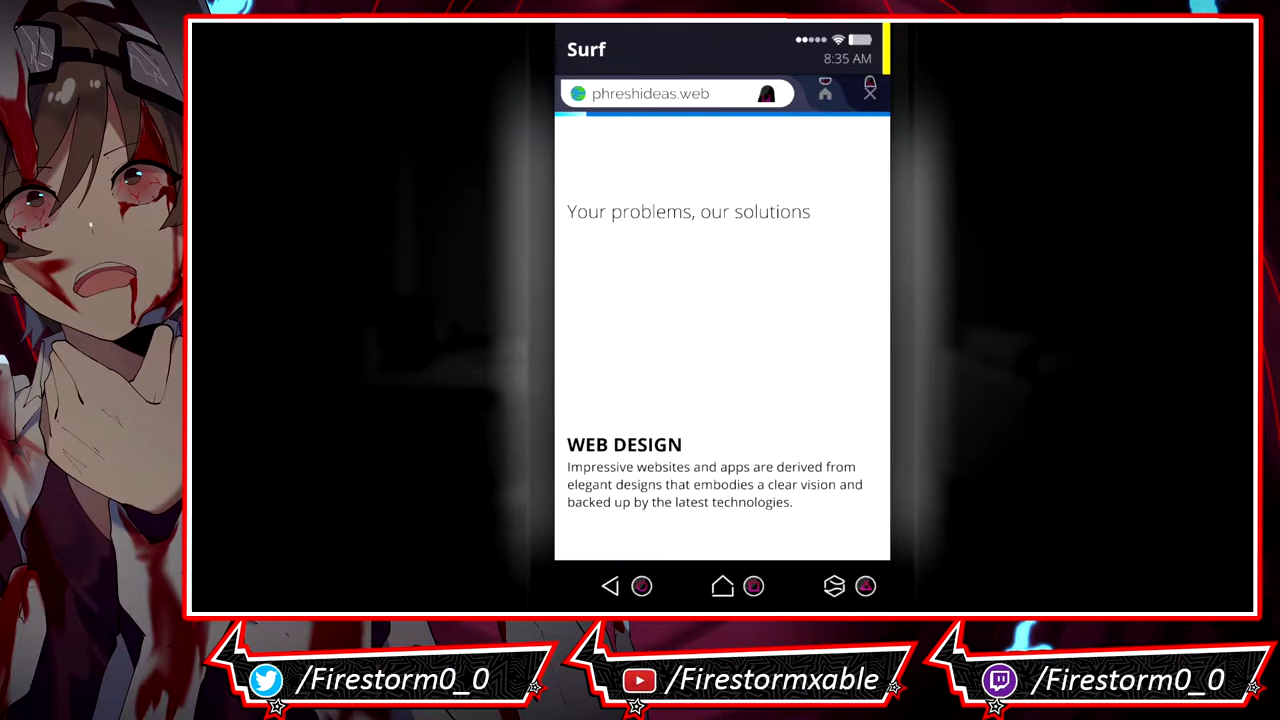 Surf
8:35 AM
phreshideas.web
Your problems, our solutions
WEB DESIGN
Impressive websites and apps are derived from
elegant designs that embodies a clear vision and
backed up by the latest technologies.
/Firestorm0_0
/Firestormxable
/Firestorm0_0